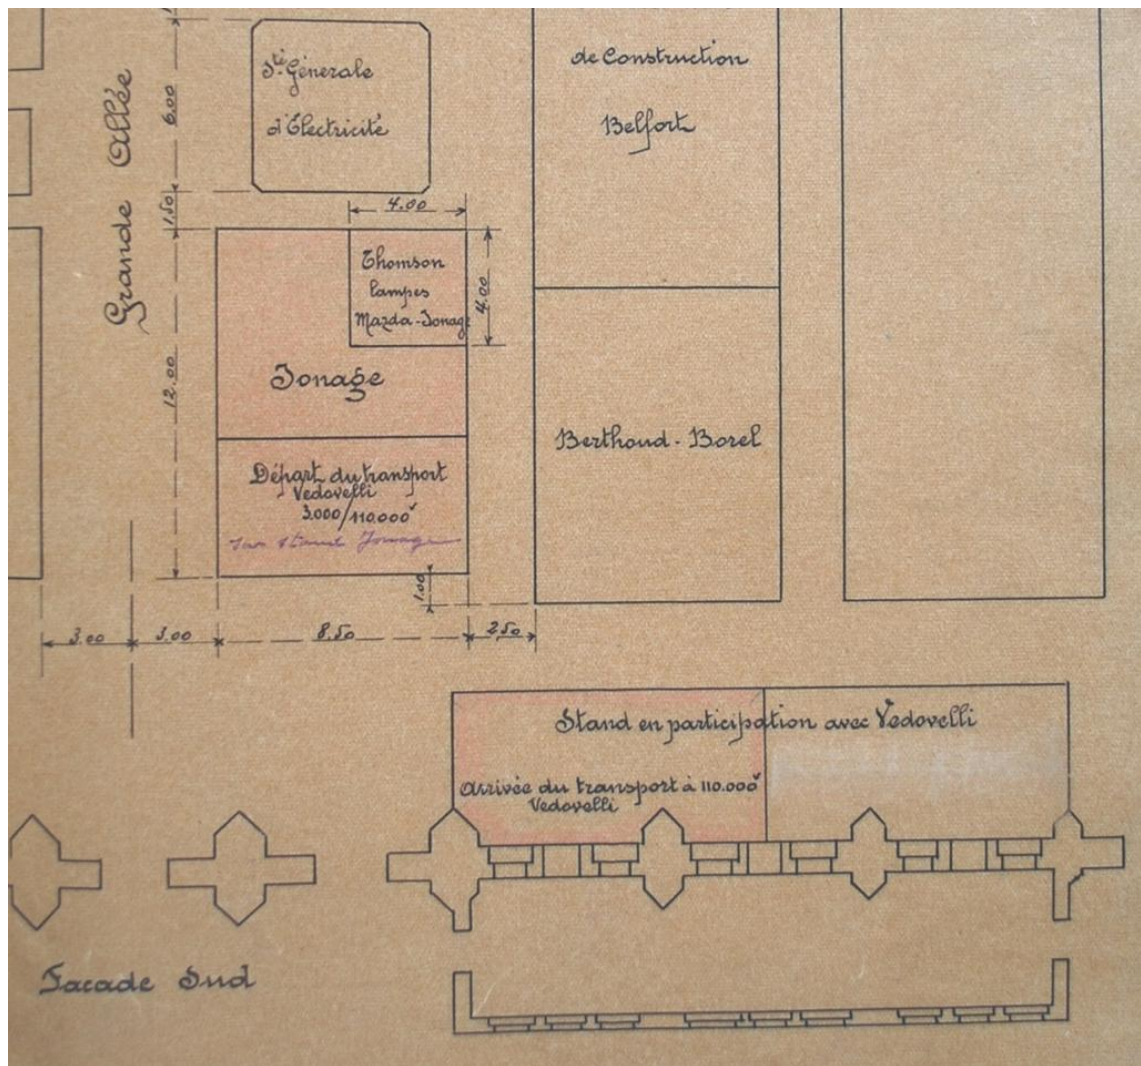 Sté Générale
d'Électricité
de Construction
Belfort
Grande Allée
6.00
1.50
12.00
4.00
4.00
Thomson
lampes
Mazda-Jonage
Jonage
Berthoud-Borel
Départ du transport
Vedovelli
3.000/110.000v
Jonage
1.00
3.00
3.00
8.50
2,50
Stand en participation avec Vedovelli
Arrivée du transport à 110.000v
Vedovelli
Facade Sud